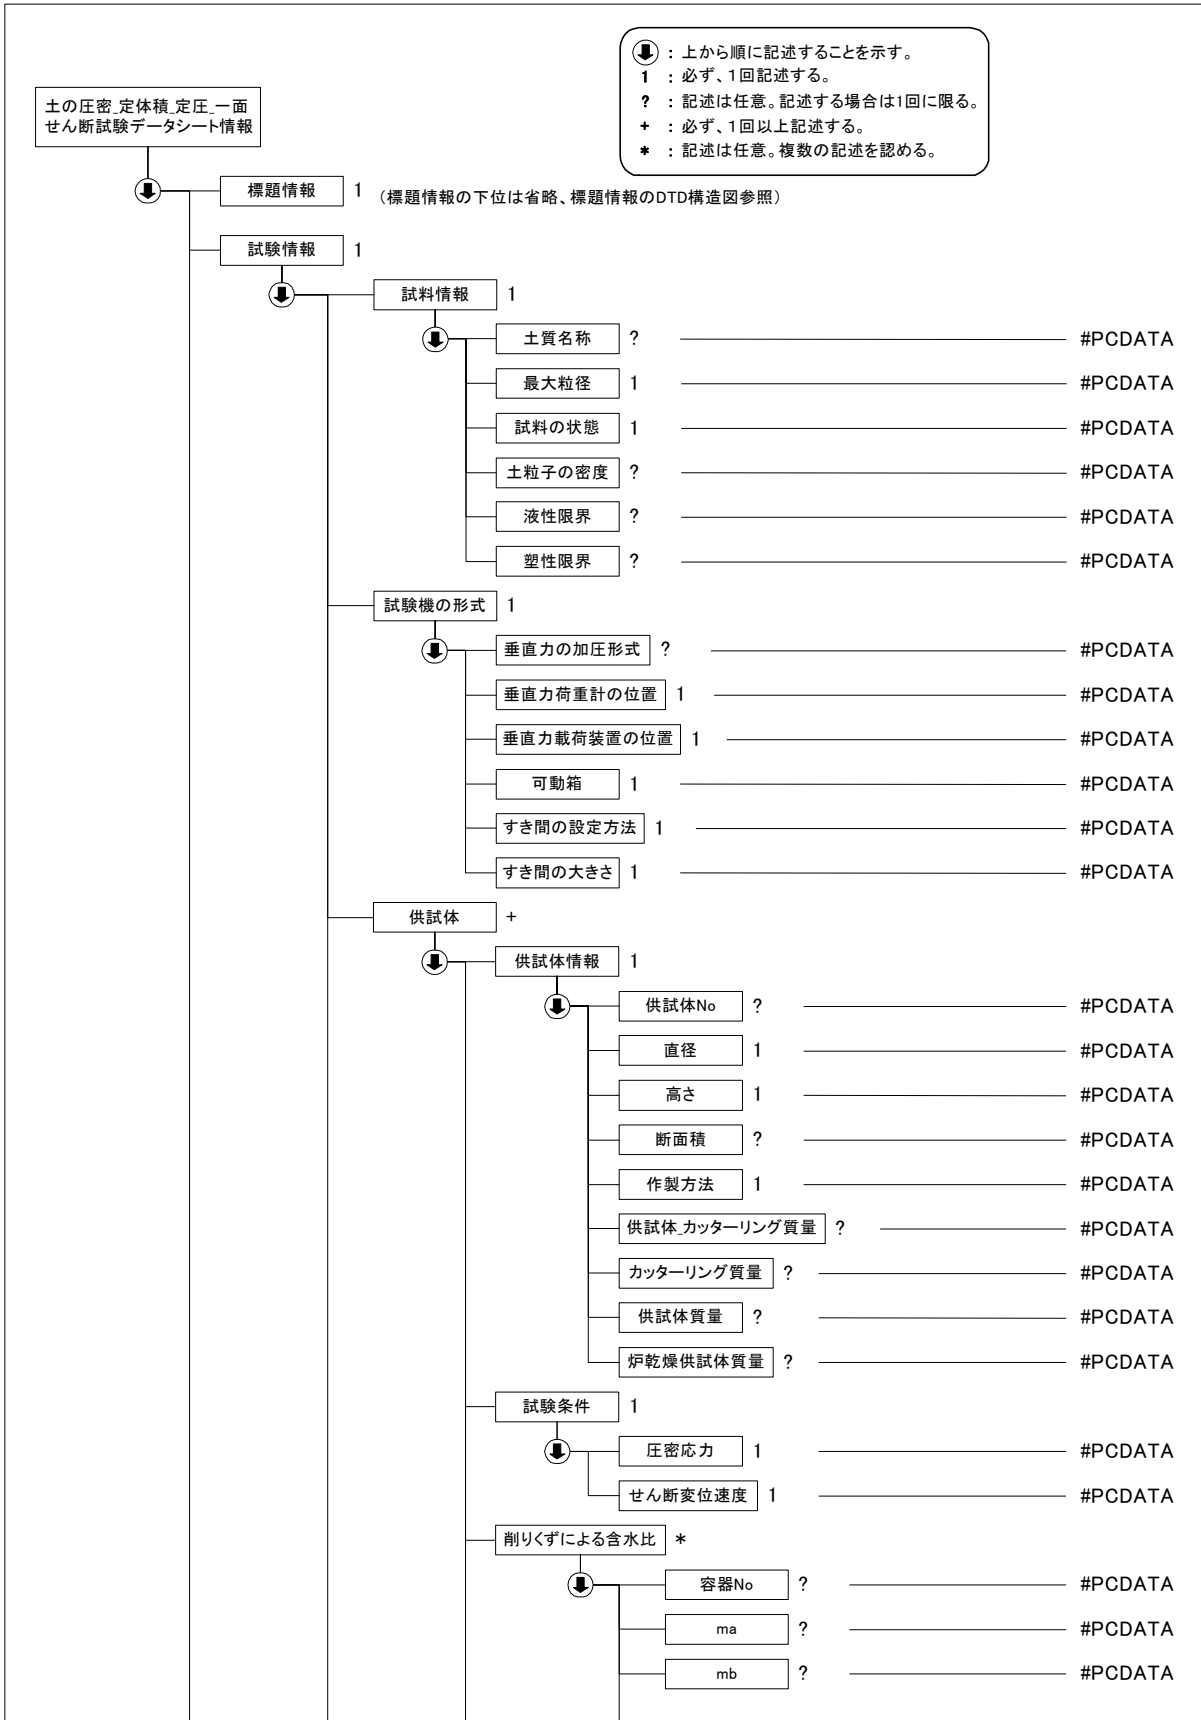 ⬇ : 上から順に記述することを示す。
1 : 必ず、1回記述する。
? : 記述は任意。記述する場合は1回に限る。
+ : 必ず、1回以上記述する。
* : 記述は任意。複数の記述を認める。
土の圧密_定体積_定圧_一面
せん断試験データシート情報
標題情報 1 (標題情報の下位は省略、標題情報のDTD構造図参照)
試験情報 1
試料情報 1
土質名称 ? #PCDATA
最大粒径 1 #PCDATA
試料の状態 1 #PCDATA
土粒子の密度 ? #PCDATA
液性限界 ? #PCDATA
塑性限界 ? #PCDATA
試験機の形式 1
垂直力の加圧形式 ? #PCDATA
垂直力荷重計の位置 1 #PCDATA
垂直力載荷装置の位置 1 #PCDATA
可動箱 1 #PCDATA
すき間の設定方法 1 #PCDATA
すき間の大きさ 1 #PCDATA
供試体 +
供試体情報 1
供試体No ? #PCDATA
直径 1 #PCDATA
高さ 1 #PCDATA
断面積 ? #PCDATA
作製方法 1 #PCDATA
供試体_カッターリング質量 ? #PCDATA
カッターリング質量 ? #PCDATA
供試体質量 ? #PCDATA
炉乾燥供試体質量 ? #PCDATA
試験条件 1
圧密応力 1 #PCDATA
せん断変位速度 1 #PCDATA
削りくずによる含水比 *
容器No ? #PCDATA
ma ? #PCDATA
mb ? #PCDATA